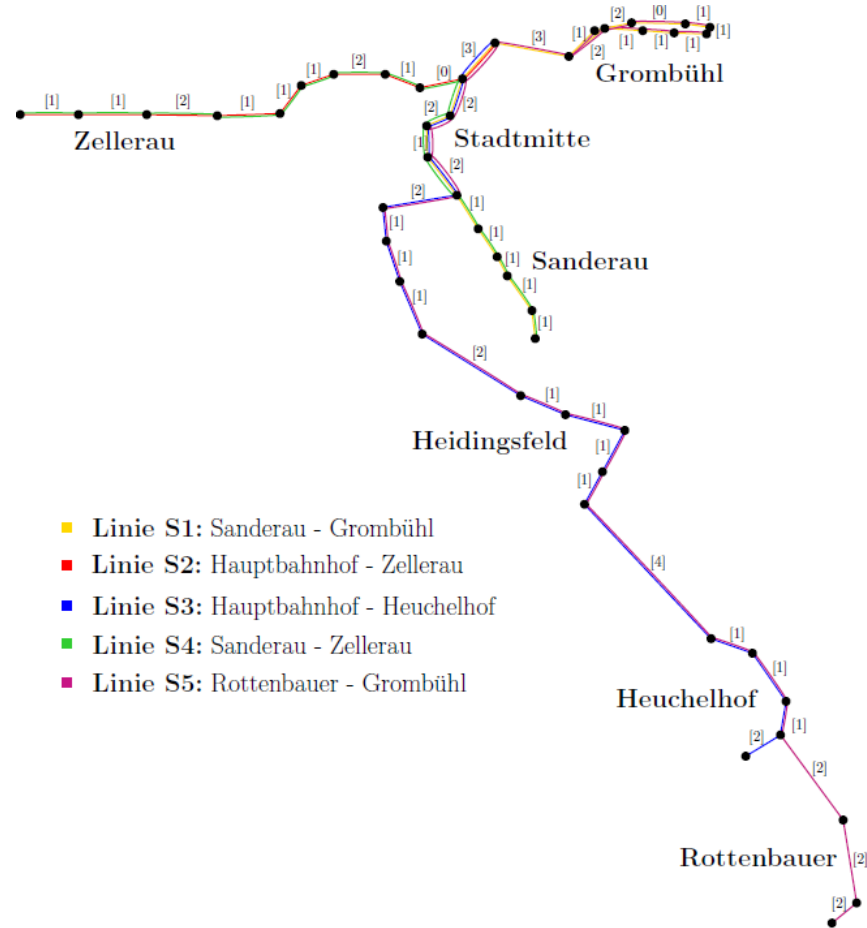 [2] [0] [1]
[3] [3] [1] [1] [1] [1] [1]
[2]
Grombühl
[1] [1] [2] [1] [1] [1] [2] [1] [0]
[2] [2]
Zellerau
Stadtmitte
[1] [2]
[2] [1]
[1] [1]
[1] [1]
Sanderau
[1] [1]
[1]
[2]
[1] [1]
Heidingsfeld
[1]
[1]
Linie S1: Sanderau - Grombühl
Linie S2: Hauptbahnhof - Zellerau
[4]
Linie S3: Hauptbahnhof - Heuchelhof
Linie S4: Sanderau - Zellerau
[1]
Linie S5: Rottenbauer - Grombühl
[1]
Heuchelhof
[1]
[2]
[2]
Rottenbauer
[2]
[2]